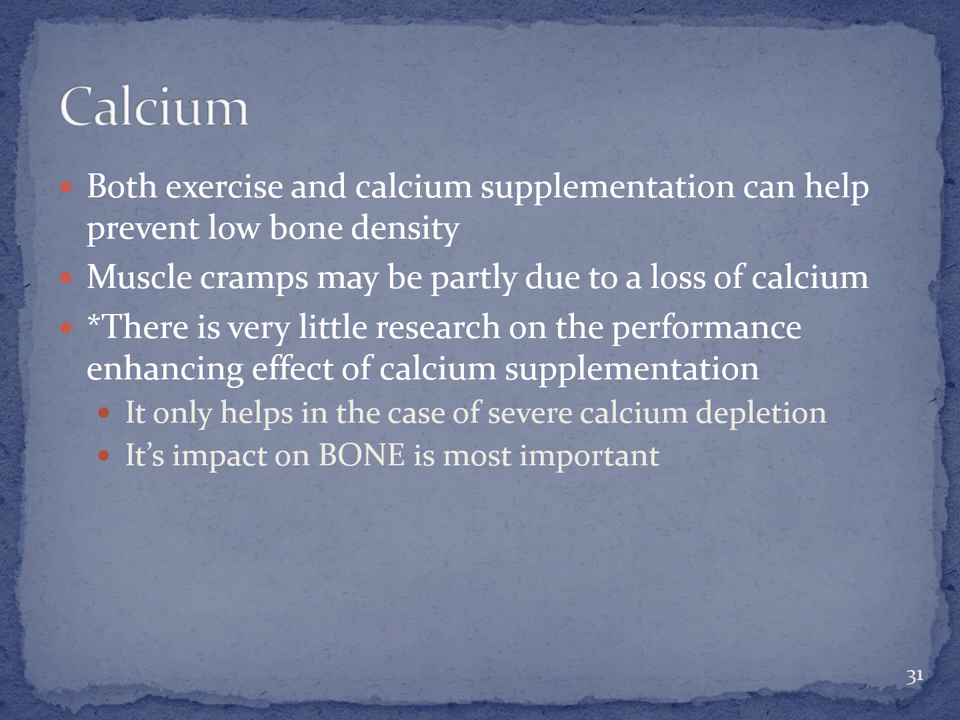 Calcium
• Both exercise and calcium supplementation can help
prevent low bone density
• Muscle cramps may be partly due to a loss of calcium
• *There is very little research on the performance
enhancing effect of calcium supplementation
• It only helps in the case of severe calcium depletion
• It’s impact on BONE is most important
31